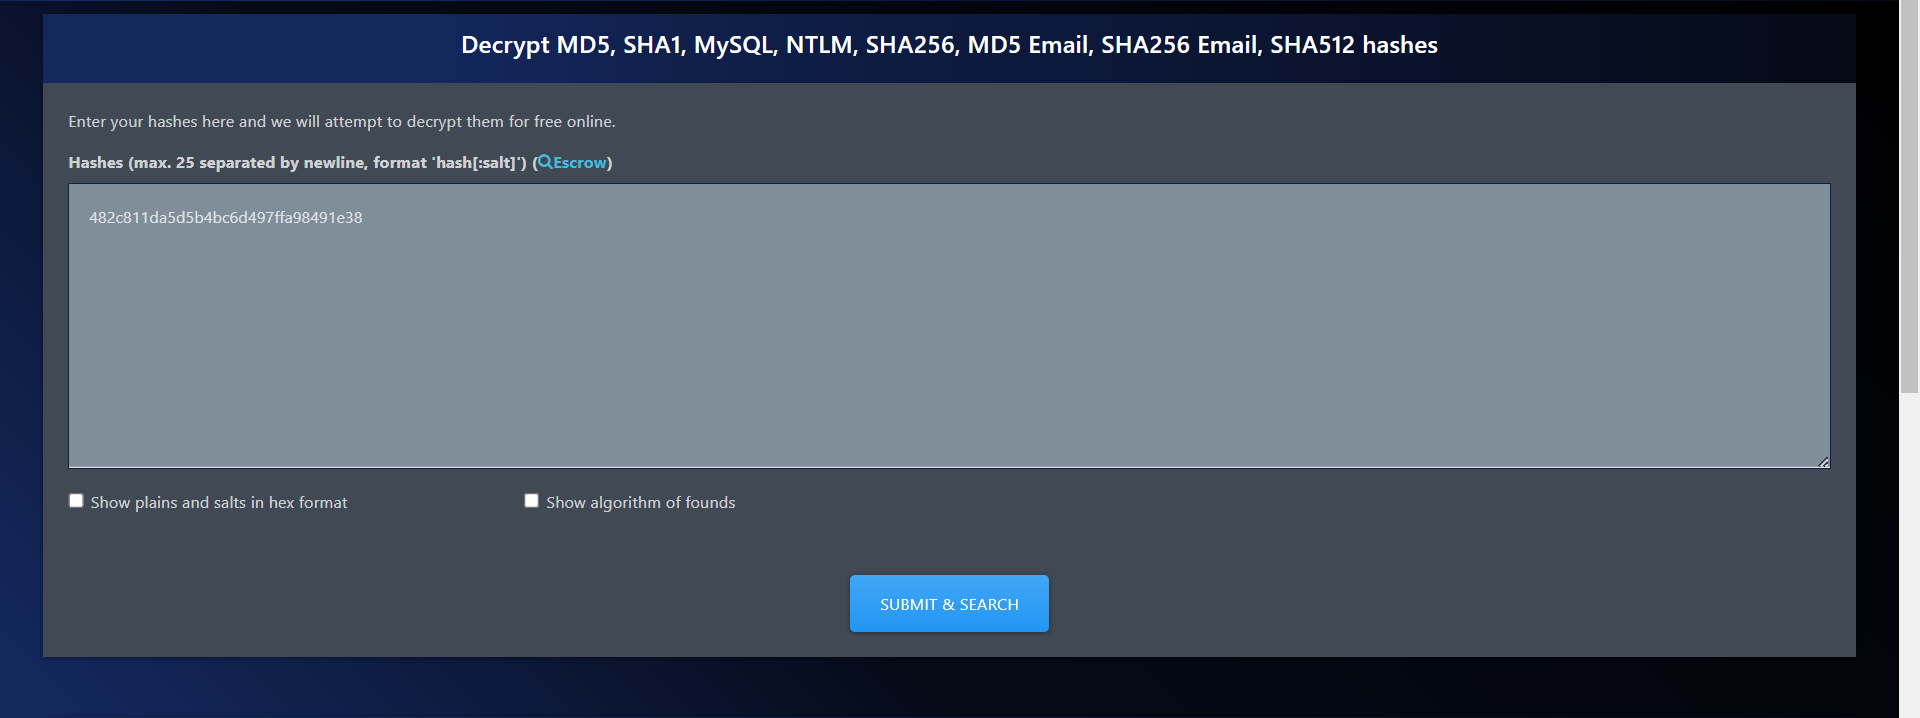 Decrypt MD5, SHA1, MySQL, NTLM, SHA256, MD5 Email, SHA256 Email, SHA512 hashes
Enter your hashes here and we will attempt to decrypt them for free online.
Hashes (max. 25 separated by newline, format 'hash[:salt]') (Escrow)
482c811da5d5b4bc6d497ffa98491e38
Show plains and salts in hex format
Show algorithm of founds
SUBMIT & SEARCH